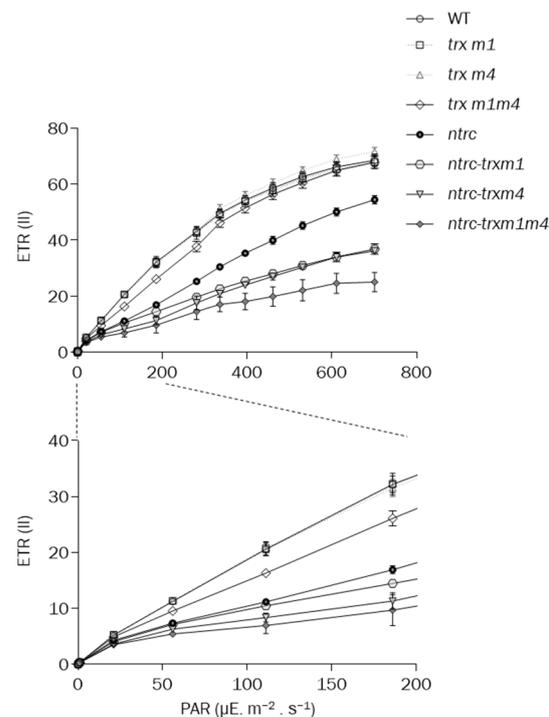 WT
trx m1
trx m4
trx m1m4
ntrc
ntrc-trxm1
ntrc-trxm4
ntrc-trxm1m4
80
60
40
20
0
ETR (II)
0 200 400 600 800
40
30
20
10
0
ETR (II)
0 50 100 150 200
PAR (µE. m⁻² . s⁻¹)